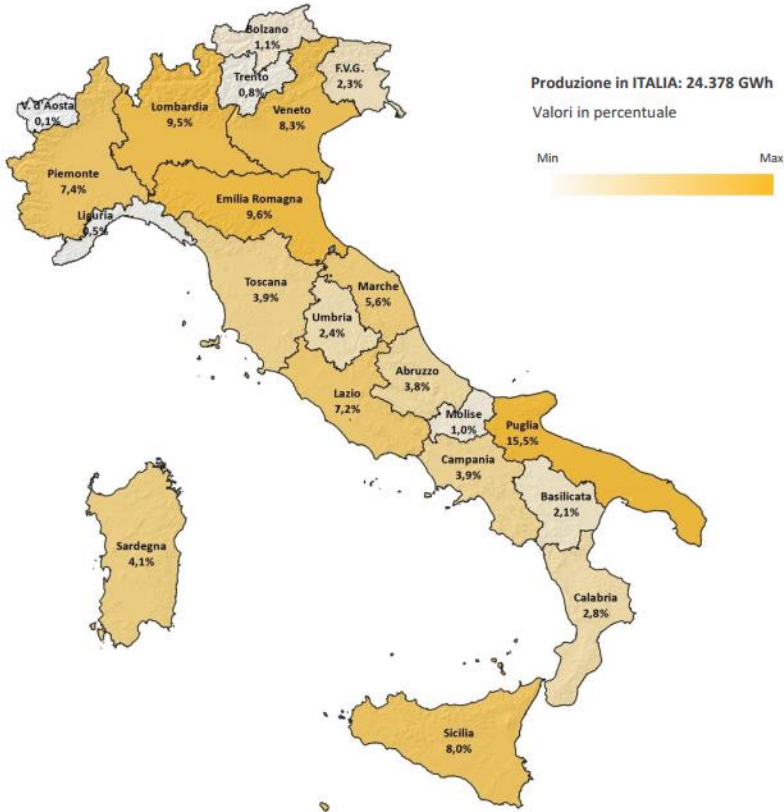 Bolzano
1,1%
Trento
0,8%
F.V.G.
2,3%
V. d'Aosta
0,1%
Lombardia
9,5%
Veneto
8,3%
Piemonte
7,4%
Emilia Romagna
9,6%
Liguria
0,5%
Toscana
3,9%
Marche
5,6%
Umbria
2,4%
Lazio
7,2%
Abruzzo
3,8%
Molise
1,0%
Puglia
15,5%
Campania
3,9%
Basilicata
2,1%
Sardegna
4,1%
Calabria
2,8%
Sicilia
8,0%
Produzione in ITALIA: 24.378 GWh
Valori in percentuale
Min Max